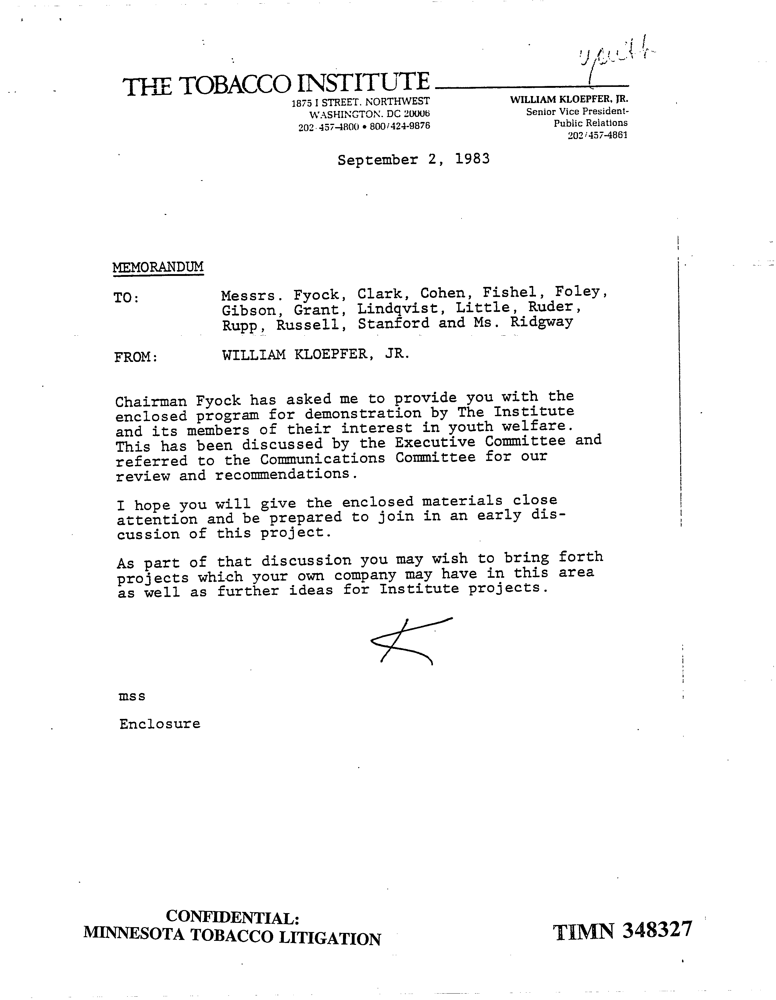 youth
THE TOBACCO INSTITUTE
1875 I STREET, NORTHWEST
WASHINGTON, DC 20006
202-457-4800 • 800/424-9876
WILLIAM KLOEPFER, JR.
Senior Vice President-
Public Relations
202/457-4861
September 2, 1983
MEMORANDUM
TO: Messrs. Fyock, Clark, Cohen, Fishel, Foley,
Gibson, Grant, Lindqvist, Little, Ruder,
Rupp, Russell, Stanford and Ms. Ridgway
FROM: WILLIAM KLOEPFER, JR.
Chairman Fyock has asked me to provide you with the
enclosed program for demonstration by The Institute
and its members of their interest in youth welfare.
This has been discussed by the Executive Committee and
referred to the Communications Committee for our
review and recommendations.
I hope you will give the enclosed materials close
attention and be prepared to join in an early dis-
cussion of this project.
As part of that discussion you may wish to bring forth
projects which your own company may have in this area
as well as further ideas for Institute projects.
K
mss
Enclosure
CONFIDENTIAL:
MINNESOTA TOBACCO LITIGATION
TIMN 348327